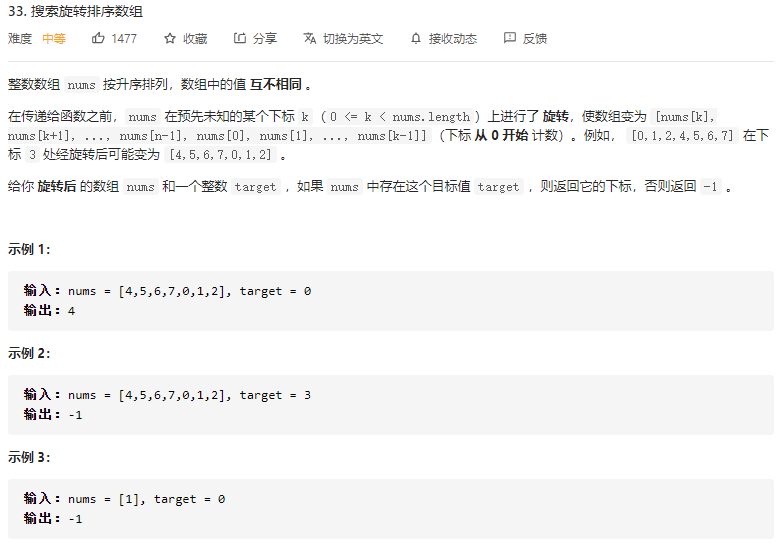 33. 搜索旋转排序数组
难度 中等 1477 收藏 分享 切换为英文 接收动态 反馈
整数数组 nums 按升序排列，数组中的值 互不相同 。
在传递给函数之前，nums 在预先未知的某个下标 k（0 <= k < nums.length）上进行了 旋转，使数组变为 [nums[k],
nums[k+1], ..., nums[n-1], nums[0], nums[1], ..., nums[k-1]]（下标 从 0 开始 计数）。例如， [0,1,2,4,5,6,7] 在下
标 3 处经旋转后可能变为 [4,5,6,7,0,1,2] 。
给你 旋转后 的数组 nums 和一个整数 target ，如果 nums 中存在这个目标值 target ，则返回它的下标，否则返回 -1 。
示例 1：
输入：nums = [4,5,6,7,0,1,2], target = 0
输出：4
示例 2：
输入：nums = [4,5,6,7,0,1,2], target = 3
输出：-1
示例 3：
输入：nums = [1], target = 0
输出：-1